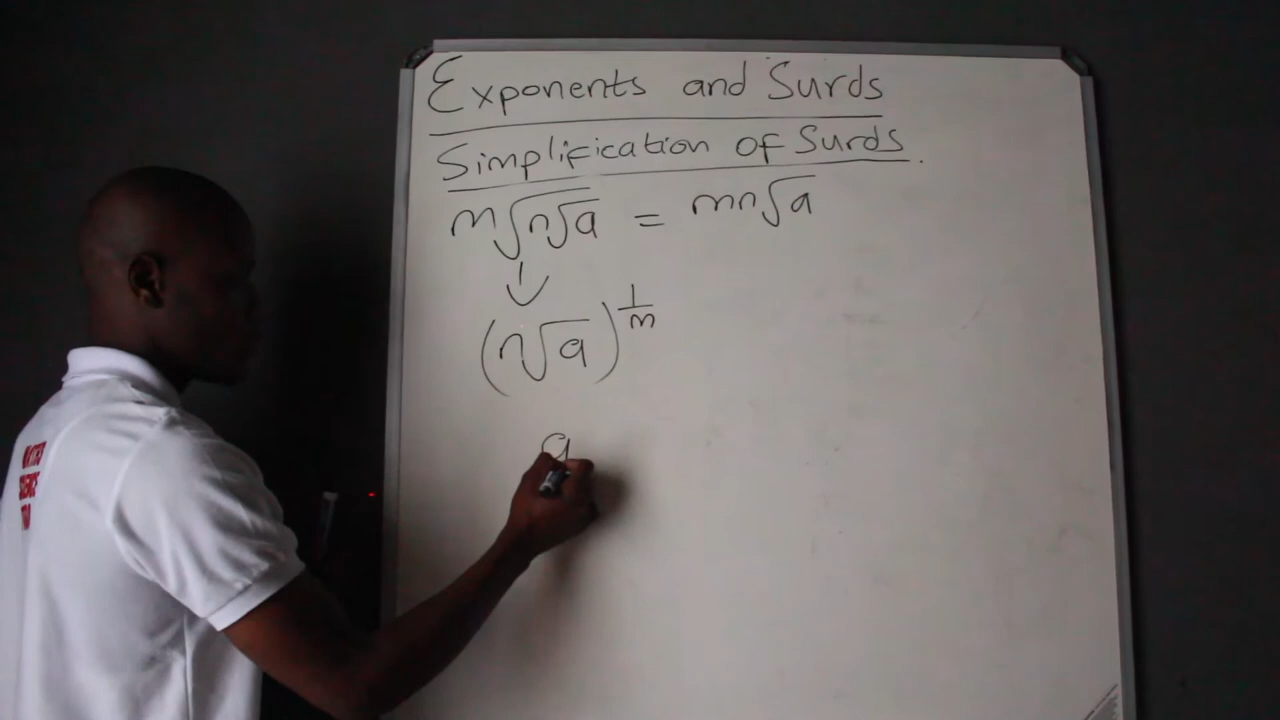 Exponents and Surds
Simplification of Surds.
m√n√a = mn√a
↓
(n√a)^1/m
a